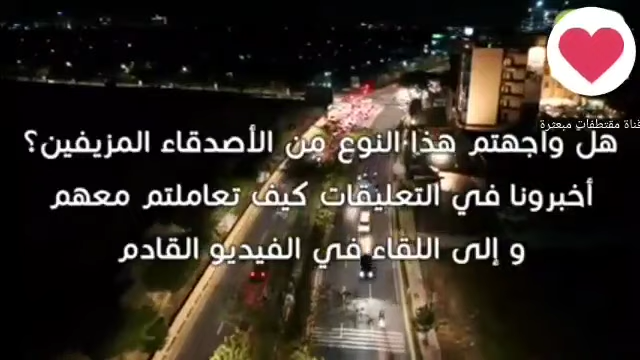 قناة مقتطفات مبعثرة
هل واجهتم هذا النوع من الأصدقاء المزيفين؟
أخبرونا في التعليقات كيف تعاملتم معهم
و إلى اللقاء في الفيديو القادم